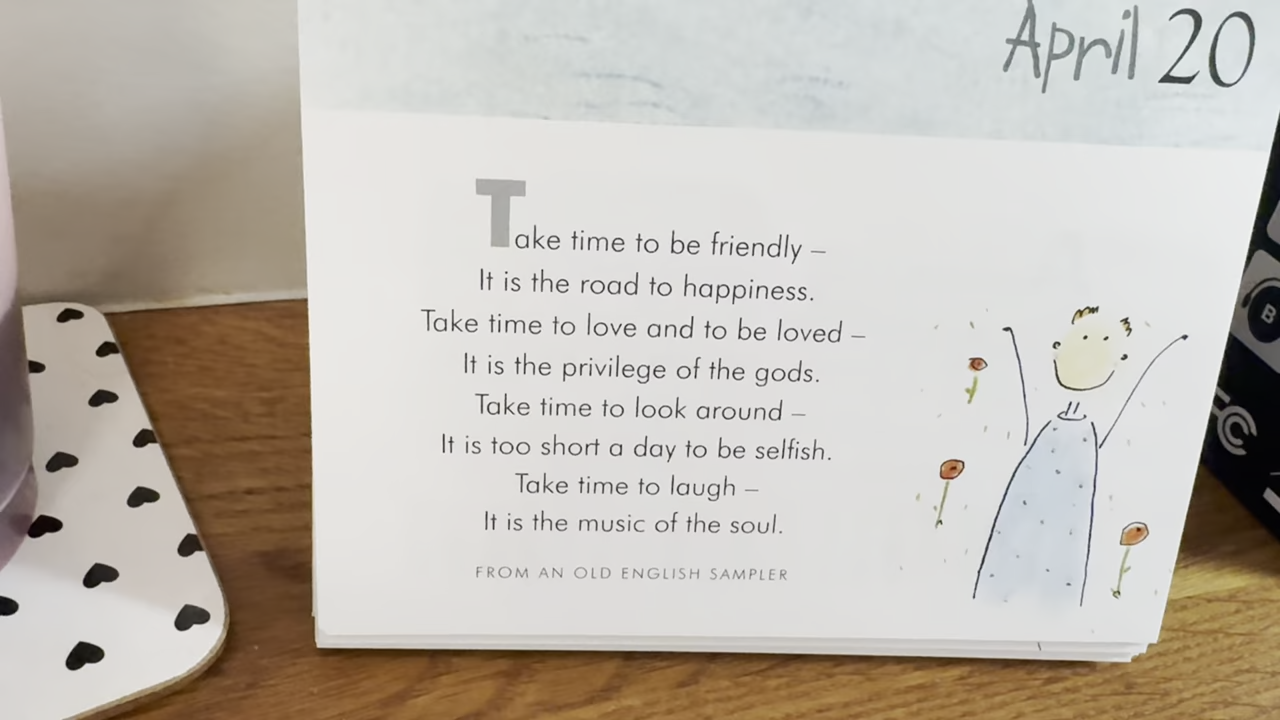 April 20
Take time to be friendly –
It is the road to happiness.
Take time to love and to be loved –
It is the privilege of the gods.
Take time to look around –
It is too short a day to be selfish.
Take time to laugh –
It is the music of the soul.
FROM AN OLD ENGLISH SAMPLER
B